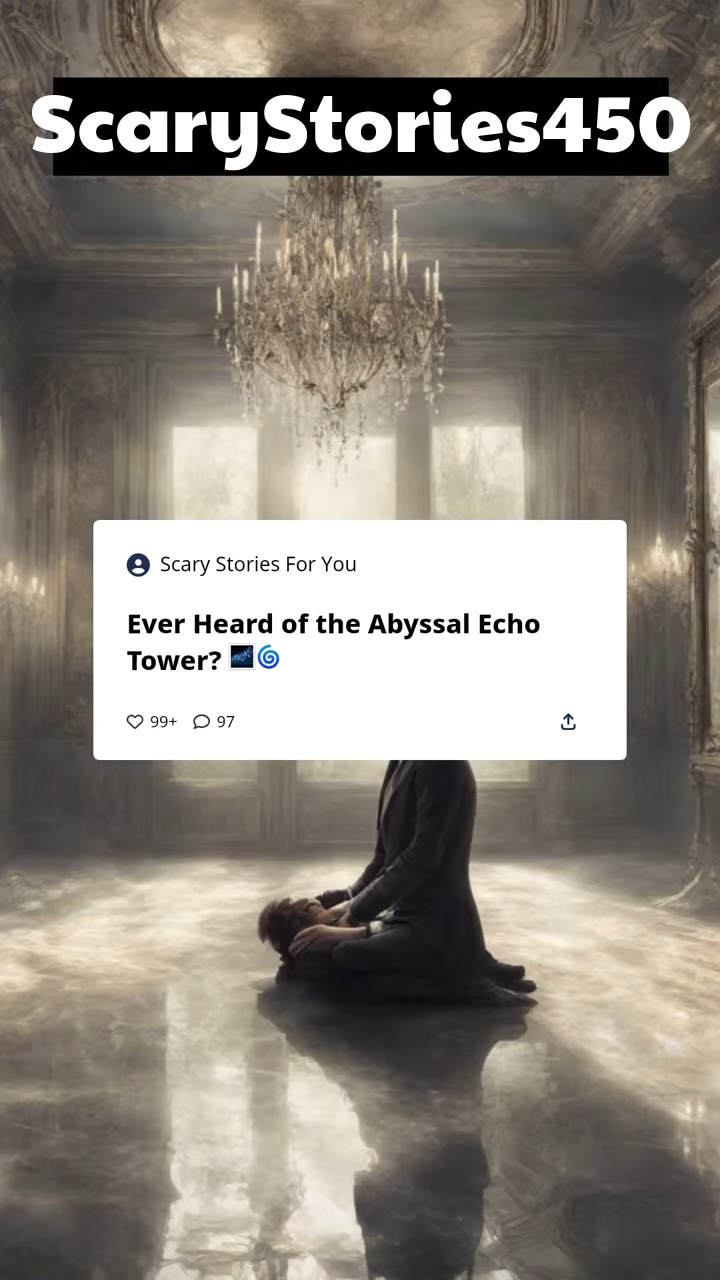 ScaryStories450
Scary Stories For You
Ever Heard of the Abyssal Echo
Tower? 🌌🌀
99+ 97